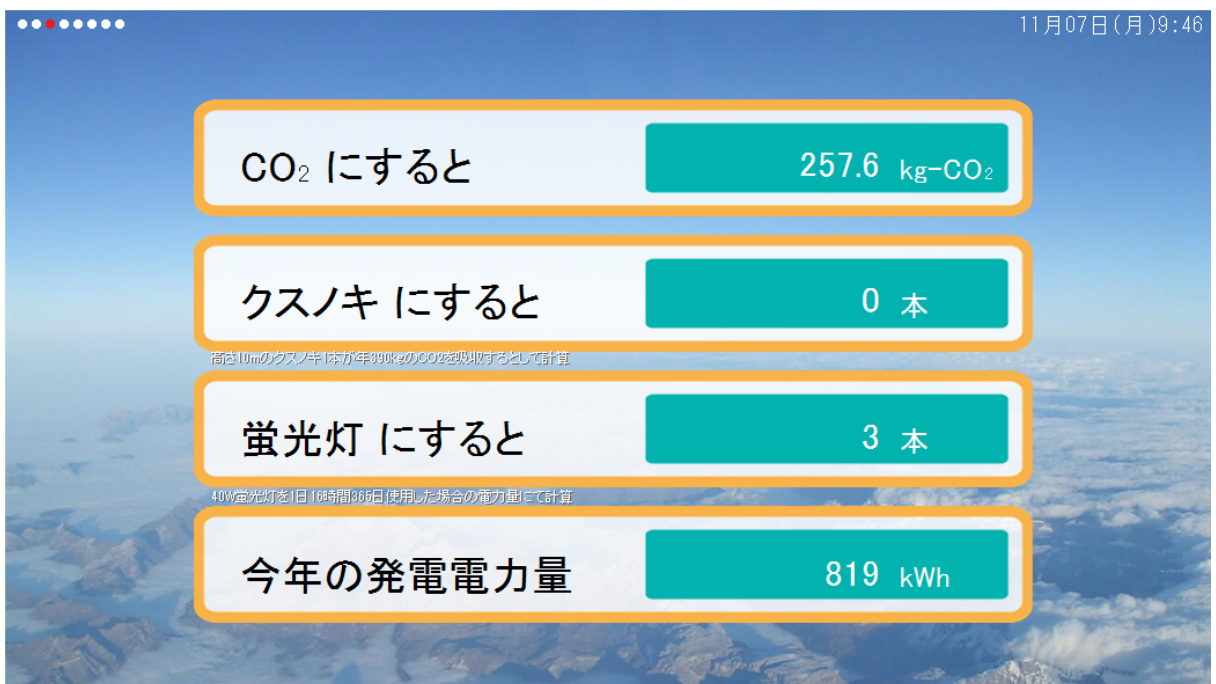 11月07日(月)9:46
CO₂ にすると
257.6 kg-CO₂
クスノキ にすると
0 本
高さ10mのクスノキ1本が年390kgのCO2を吸収するとして計算
蛍光灯 にすると
3 本
40W蛍光灯を1日16時間365日使用した場合の電力量にて計算
今年の発電電力量
819 kWh